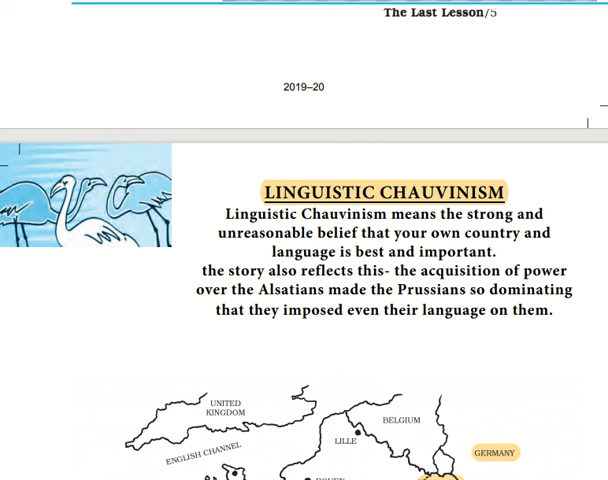 The Last Lesson/5
2019–20
LINGUISTIC CHAUVINISM
Linguistic Chauvinism means the strong and
unreasonable belief that your own country and
language is best and important.
the story also reflects this- the acquisition of power
over the Alsatians made the Prussians so dominating
that they imposed even their language on them.
UNITED
KINGDOM
BELGIUM
LILLE
ENGLISH CHANNEL
GERMANY